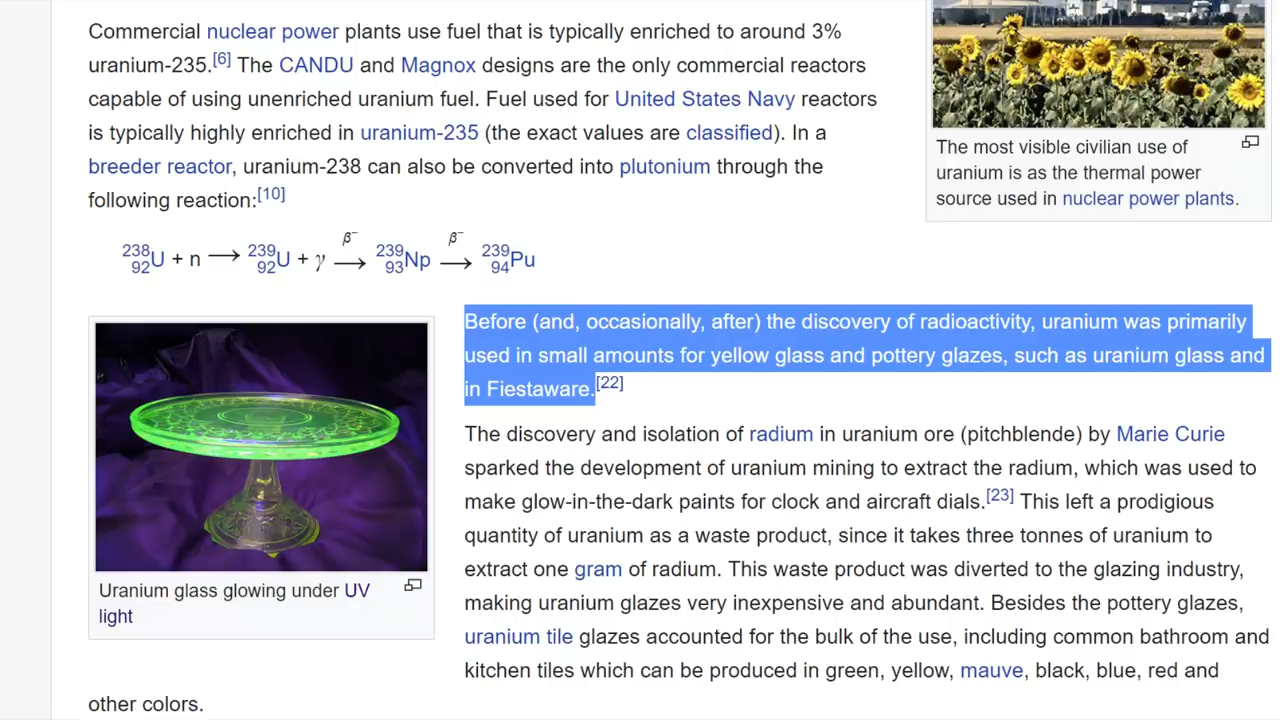 Commercial nuclear power plants use fuel that is typically enriched to around 3%
uranium-235.[6] The CANDU and Magnox designs are the only commercial reactors
capable of using unenriched uranium fuel. Fuel used for United States Navy reactors
is typically highly enriched in uranium-235 (the exact values are classified). In a
breeder reactor, uranium-238 can also be converted into plutonium through the
following reaction:[10]
The most visible civilian use of
uranium is as the thermal power
source used in nuclear power plants.
²³⁸₉₂U + n ⟶ ²³⁹₉₂U + γ ⟶(β⁻) ²³⁹₉₃Np ⟶(β⁻) ²³⁹₉₄Pu
Before (and, occasionally, after) the discovery of radioactivity, uranium was primarily
used in small amounts for yellow glass and pottery glazes, such as uranium glass and
in Fiestaware.[22]
Uranium glass glowing under UV
light
The discovery and isolation of radium in uranium ore (pitchblende) by Marie Curie
sparked the development of uranium mining to extract the radium, which was used to
make glow-in-the-dark paints for clock and aircraft dials.[23] This left a prodigious
quantity of uranium as a waste product, since it takes three tonnes of uranium to
extract one gram of radium. This waste product was diverted to the glazing industry,
making uranium glazes very inexpensive and abundant. Besides the pottery glazes,
uranium tile glazes accounted for the bulk of the use, including common bathroom and
kitchen tiles which can be produced in green, yellow, mauve, black, blue, red and
other colors.